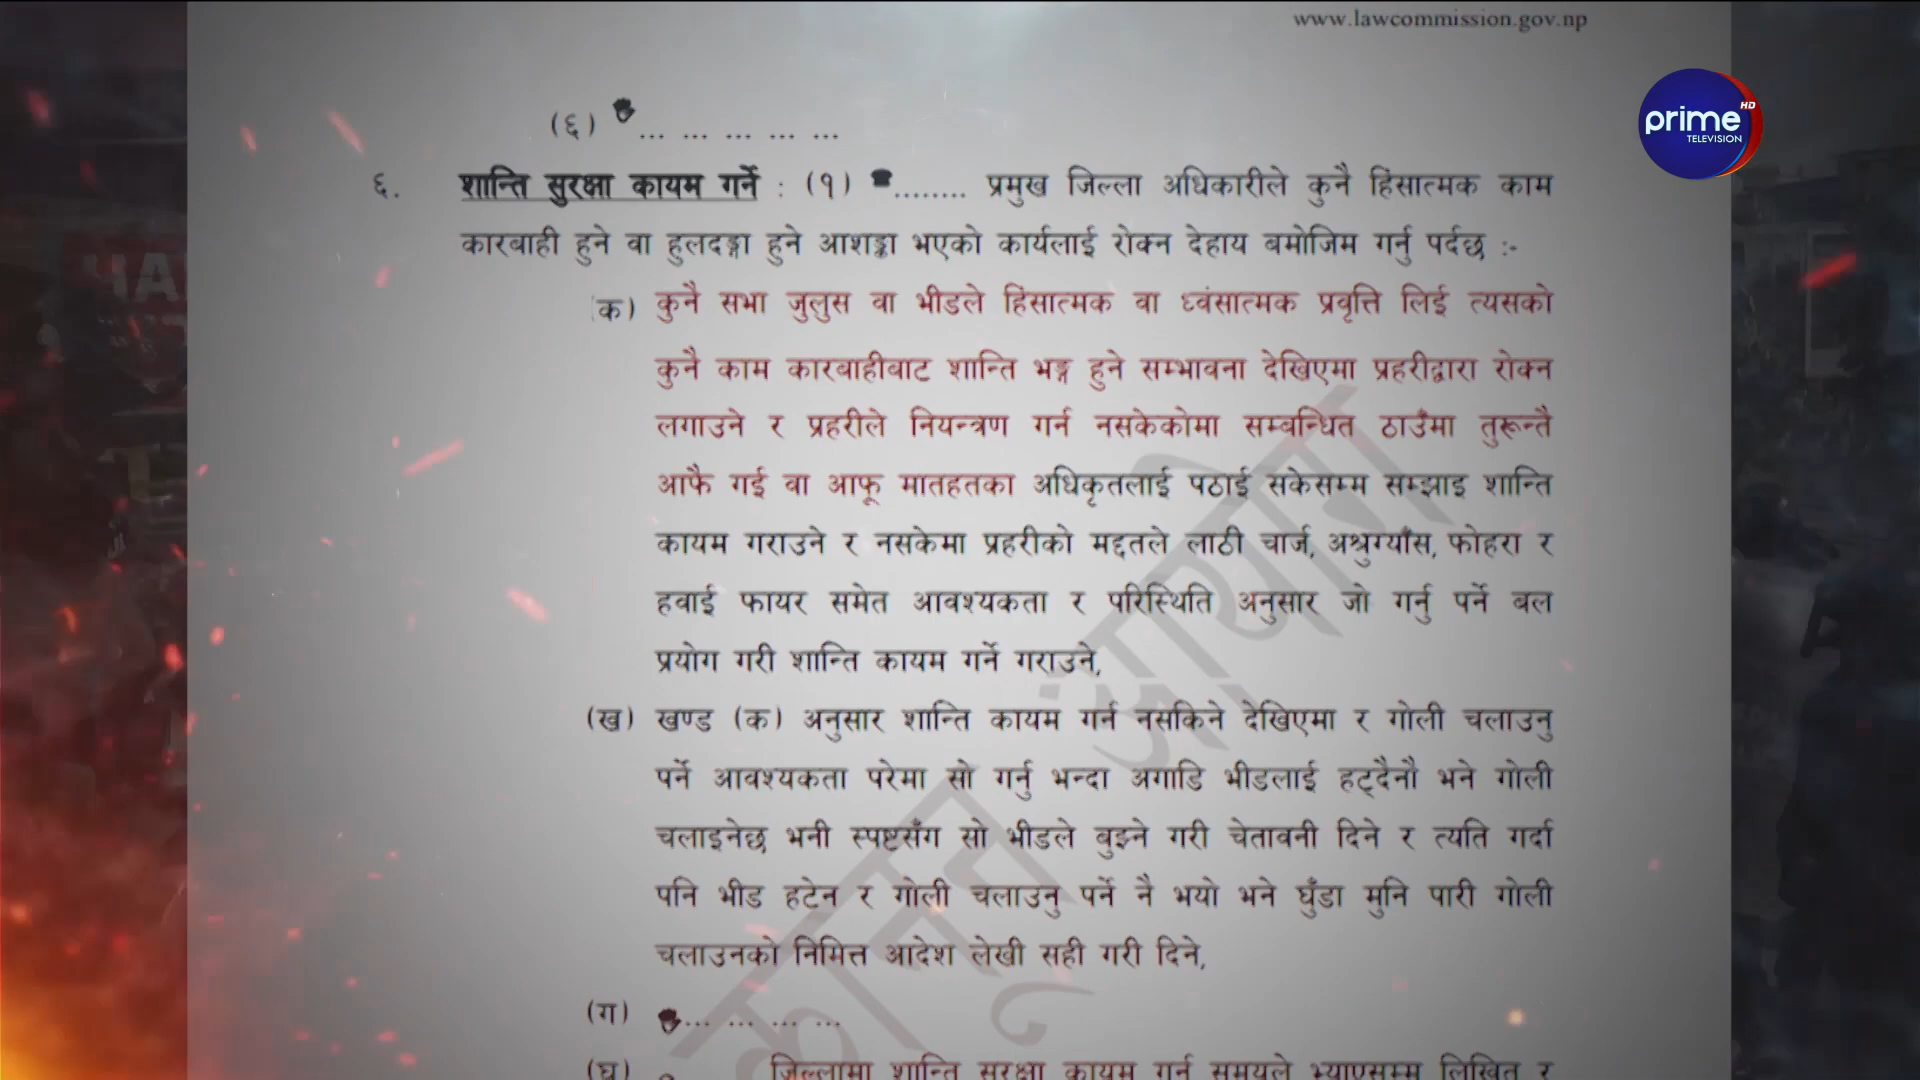 www.lawcommission.gov.np
prime HD
TELEVISION
(६) ... ... ... ... ...
६. शान्ति सुरक्षा कायम गर्ने : (१) ........ प्रमुख जिल्ला अधिकारीले कुनै हिंसात्मक काम
कारबाही हुने वा हुलदङ्गा हुने आशङ्का भएको कार्यलाई रोक्न देहाय बमोजिम गर्नु पर्दछ :-
क) कुनै सभा जुलुस वा भीडले हिंसात्मक वा ध्वंसात्मक प्रवृत्ति लिई त्यसको
कुनै काम कारबाहीबाट शान्ति भङ्ग हुने सम्भावना देखिएमा प्रहरीद्वारा रोक्न
लगाउने र प्रहरीले नियन्त्रण गर्न नसकेकोमा सम्बन्धित ठाउँमा तुरून्तै
आफै गई वा आफू मातहतका अधिकृतलाई पठाई सकेसम्म सम्झाइ शान्ति
कायम गराउने र नसकेमा प्रहरीको मद्दतले लाठी चार्ज, अश्रुग्याँस, फोहरा र
हवाई फायर समेत आवश्यकता र परिस्थिति अनुसार जो गर्नु पर्ने बल
प्रयोग गरी शान्ति कायम गर्ने गराउने,
(ख) खण्ड (क) अनुसार शान्ति कायम गर्न नसकिने देखिएमा र गोली चलाउनु
पर्ने आवश्यकता परेमा सो गर्नु भन्दा अगाडि भीडलाई हट्दैनौ भने गोली
चलाइनेछ भनी स्पष्टसँग सो भीडले बुझ्ने गरी चेतावनी दिने र त्यति गर्दा
पनि भीड हटेन र गोली चलाउनु पर्ने नै भयो भने घुँडा मुनि पारी गोली
चलाउनको निमित्त आदेश लेखी सही गरी दिने,
(ग) ... ... ... ...
(घ) जिल्लामा शान्ति सुरक्षा कायम गर्न समयले भ्याएसम्म लिखित र
कानून आयोग